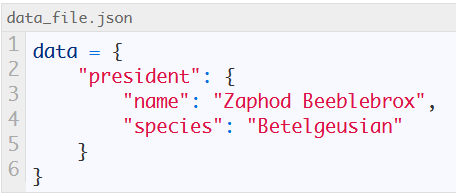 data_file.json
1 data = {
2 "president": {
3 "name": "Zaphod Beeblebrox",
4 "species": "Betelgeusian"
5 }
6 }